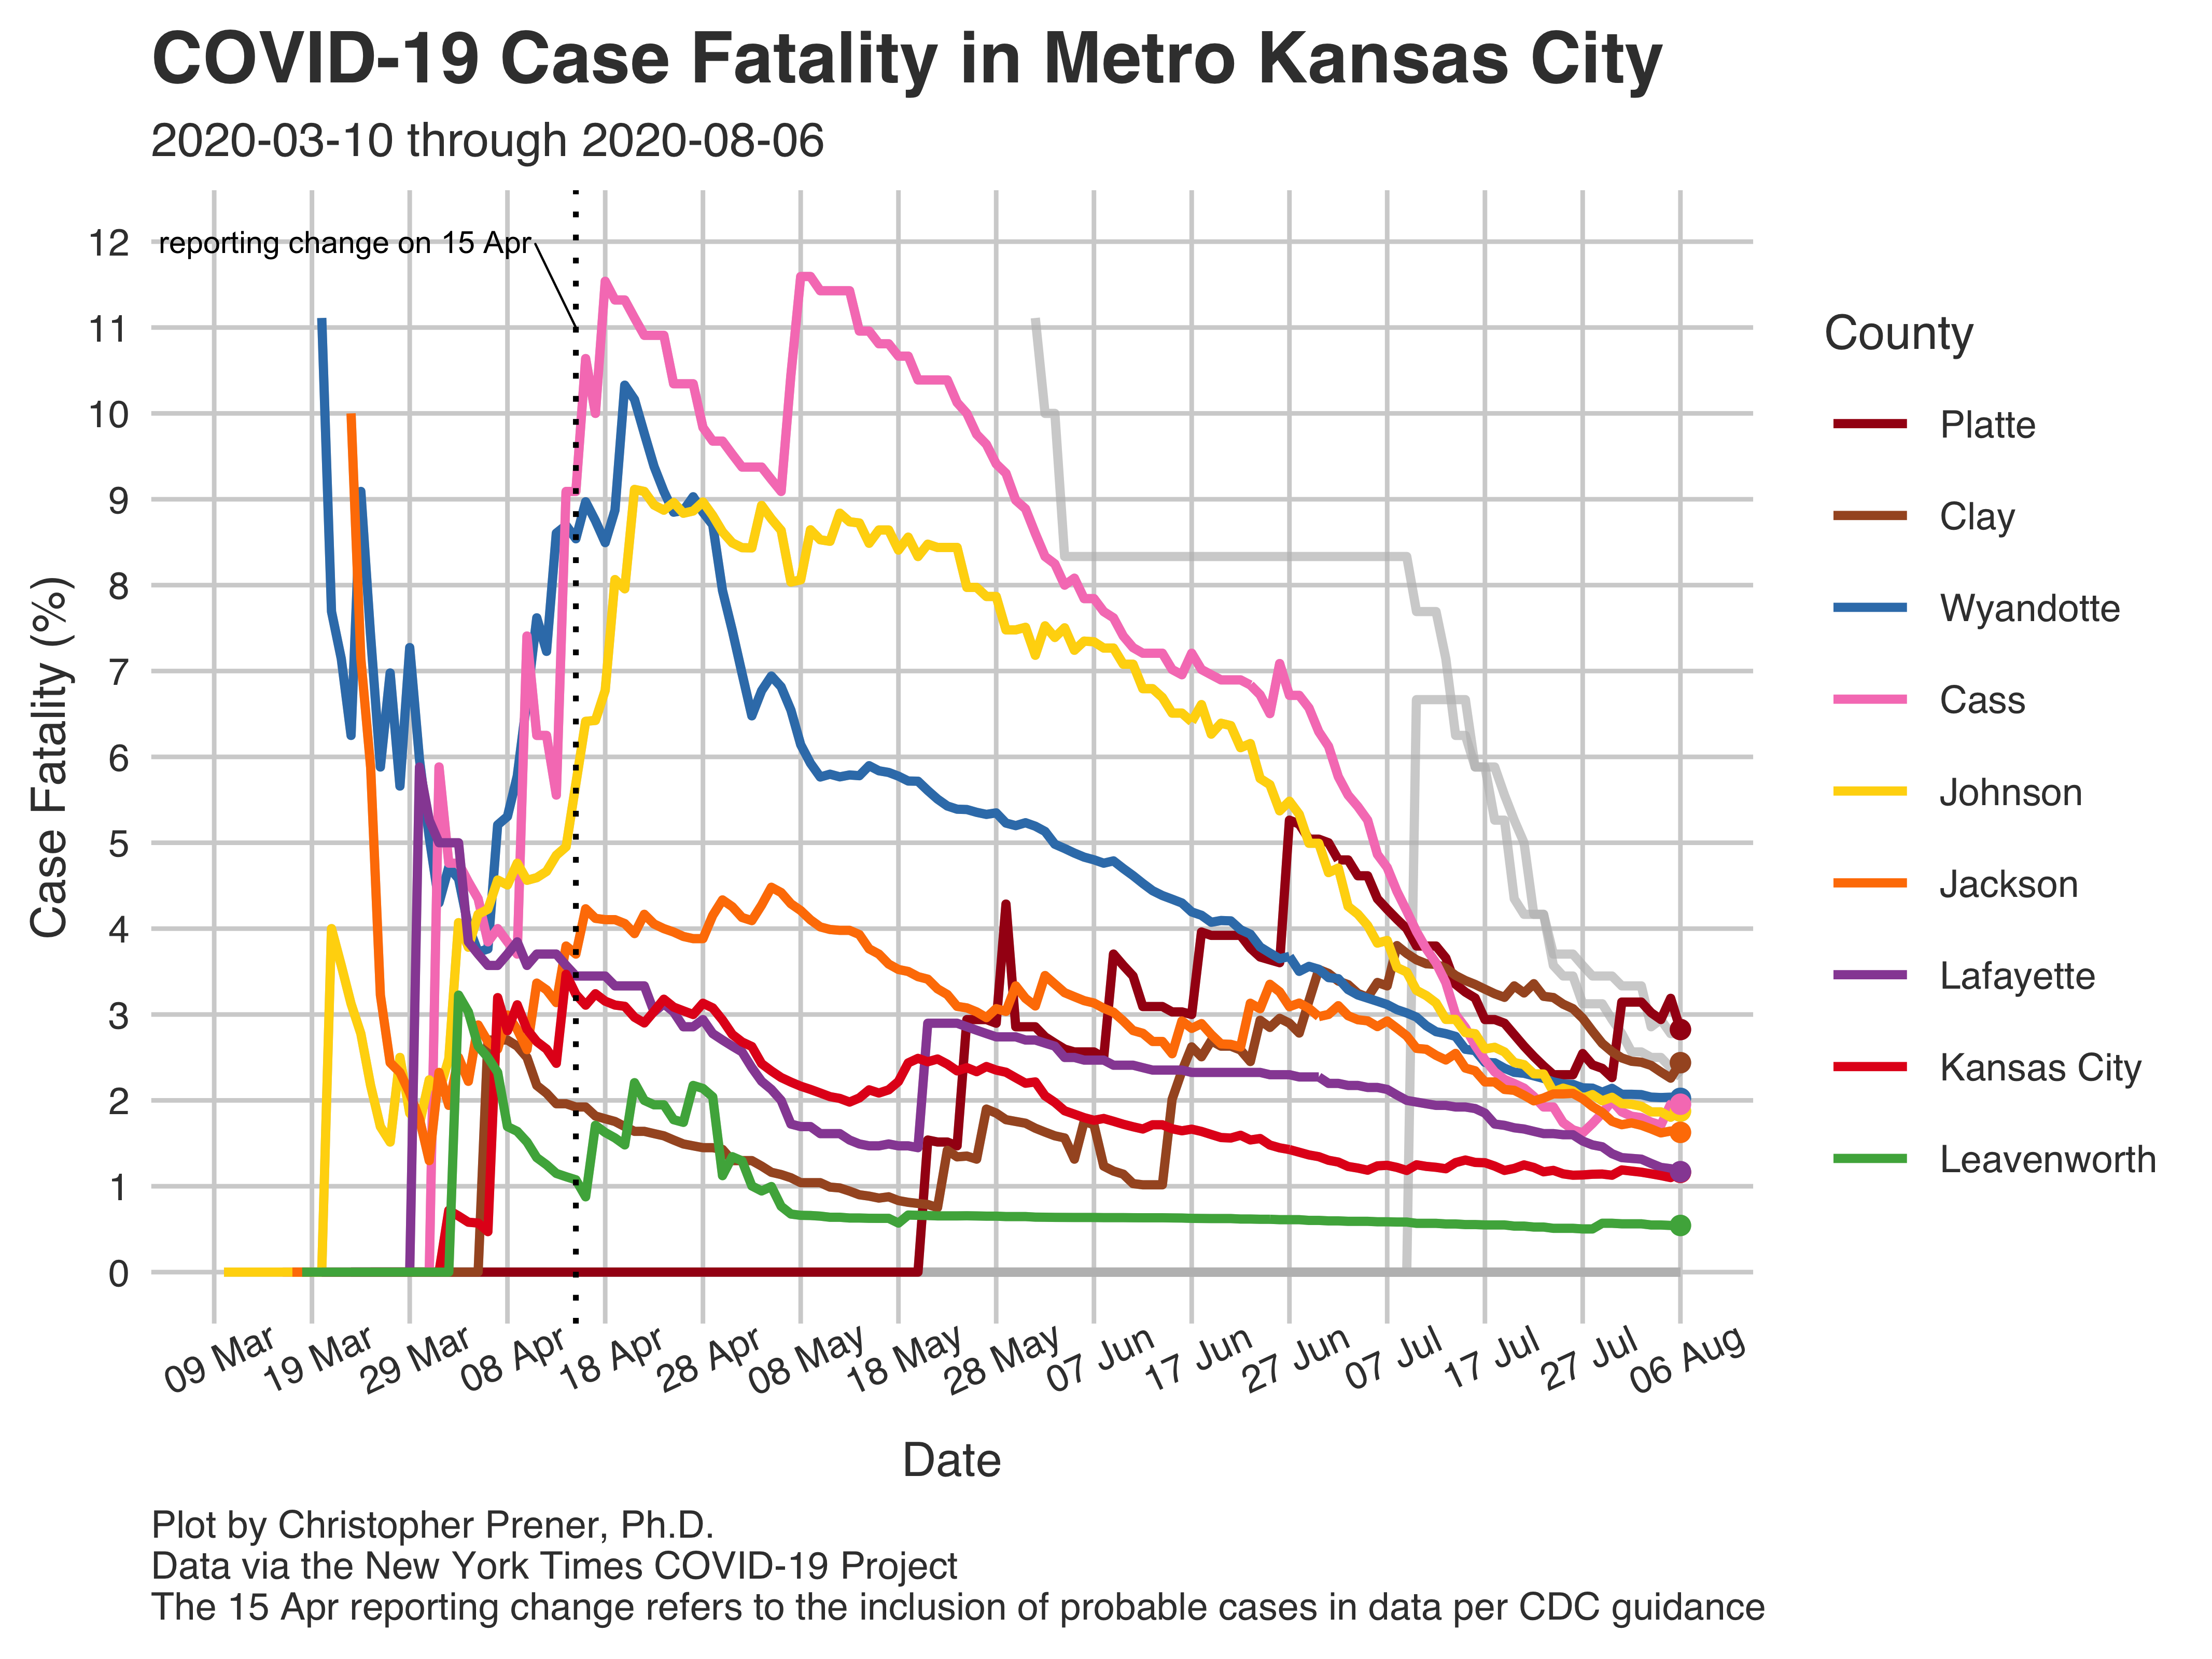 COVID-19 Case Fatality in Metro Kansas City
2020-03-10 through 2020-08-06
reporting change on 15 Apr
12
11
10
9
8
7
6
5
4
3
2
1
0
Case Fatality (%)
09 Mar
19 Mar
29 Mar
08 Apr
18 Apr
28 Apr
08 May
18 May
28 May
07 Jun
17 Jun
27 Jun
07 Jul
17 Jul
27 Jul
06 Aug
Date
County
Platte
Clay
Wyandotte
Cass
Johnson
Jackson
Lafayette
Kansas City
Leavenworth
Plot by Christopher Prener, Ph.D.
Data via the New York Times COVID-19 Project
The 15 Apr reporting change refers to the inclusion of probable cases in data per CDC guidance